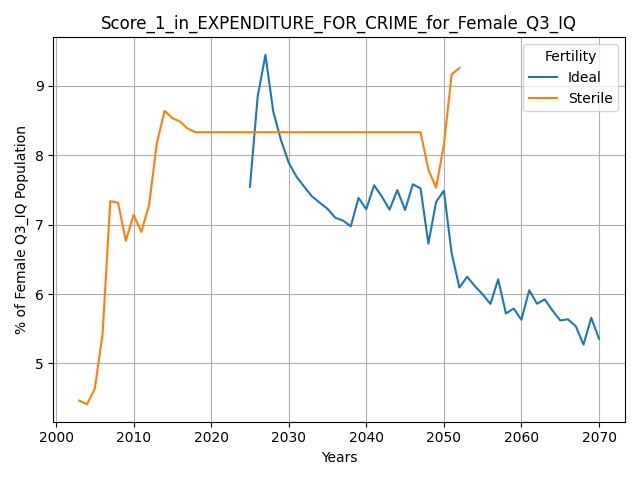 Score_1_in_EXPENDITURE_FOR_CRIME_for_Female_Q3_IQ
Fertility
Ideal
Sterile
% of Female Q3_IQ Population
9
8
7
6
5
2000 2010 2020 2030 2040 2050 2060 2070
Years